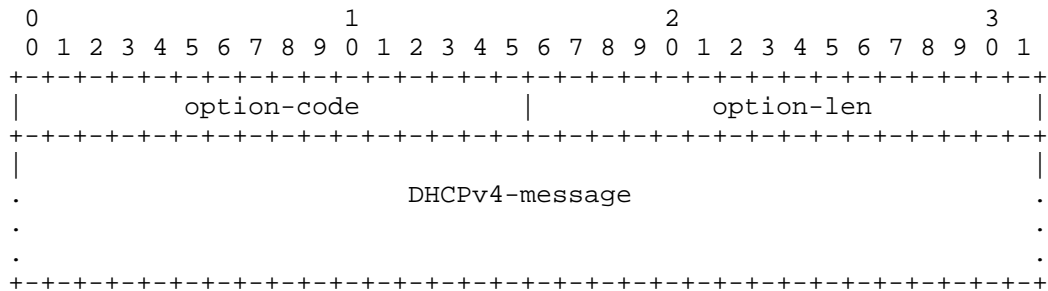 0                   1                   2                   3
 0 1 2 3 4 5 6 7 8 9 0 1 2 3 4 5 6 7 8 9 0 1 2 3 4 5 6 7 8 9 0 1
+-+-+-+-+-+-+-+-+-+-+-+-+-+-+-+-+-+-+-+-+-+-+-+-+-+-+-+-+-+-+-+-+
|          option-code          |           option-len          |
+-+-+-+-+-+-+-+-+-+-+-+-+-+-+-+-+-+-+-+-+-+-+-+-+-+-+-+-+-+-+-+-+
|                                                               |
.                        DHCPv4-message                         .
.                                                               .
.                                                               .
+-+-+-+-+-+-+-+-+-+-+-+-+-+-+-+-+-+-+-+-+-+-+-+-+-+-+-+-+-+-+-+-+